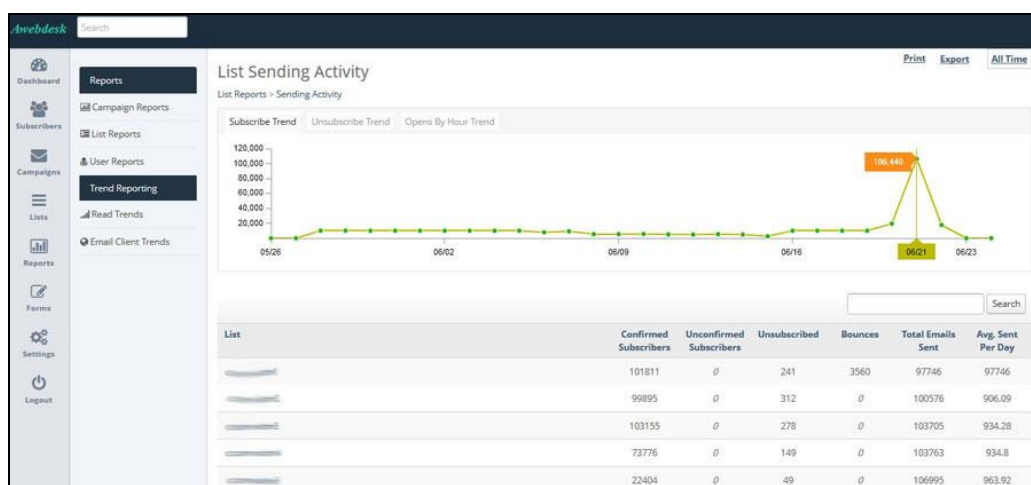 Awebdesk
Search
Dashboard
Subscribers
Campaigns
Lists
Reports
Forms
Settings
Logout
Reports
Campaign Reports
List Reports
User Reports
Trend Reporting
Read Trends
Email Client Trends
Print Export All Time
List Sending Activity
List Reports > Sending Activity
Subscribe Trend Unsubscribe Trend Opens By Hour Trend
120,000
100,000
80,000
60,000
40,000
20,000
106,440
05/26 06/02 06/09 06/16 06/21 06/23
Search
List Confirmed Subscribers Unconfirmed Subscribers Unsubscribed Bounces Total Emails Sent Avg. Sent Per Day
101811 0 241 3560 97746 97746
99895 0 312 0 100576 906.09
103155 0 278 0 103705 934.28
73776 0 149 0 103763 934.8
22404 0 49 0 106995 963.92